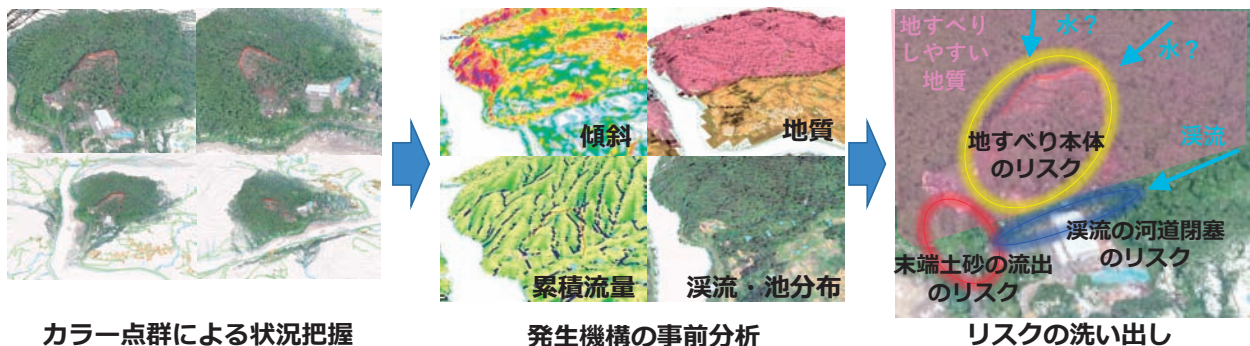 傾斜
地質
累積流量
渓流・池分布
地すべり
しやすい
地質
水？
水？
地すべり本体
のリスク
渓流
渓流の河道閉塞
のリスク
末端土砂の流出
のリスク
カラー点群による状況把握
発生機構の事前分析
リスクの洗い出し